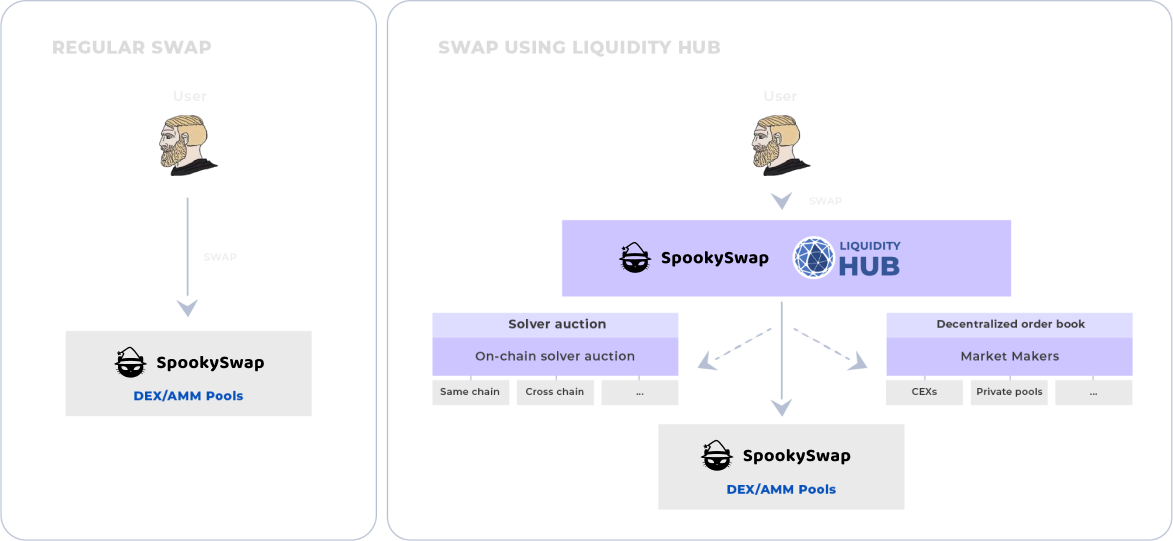 REGULAR SWAP
User
SWAP
SpookySwap
DEX/AMM Pools
SWAP USING LIQUIDITY HUB
User
SWAP
SpookySwap
LIQUIDITY
HUB
Solver auction
On-chain solver auction
Same chain
Cross chain
...
Decentralized order book
Market Makers
CEXs
Private pools
...
SpookySwap
DEX/AMM Pools